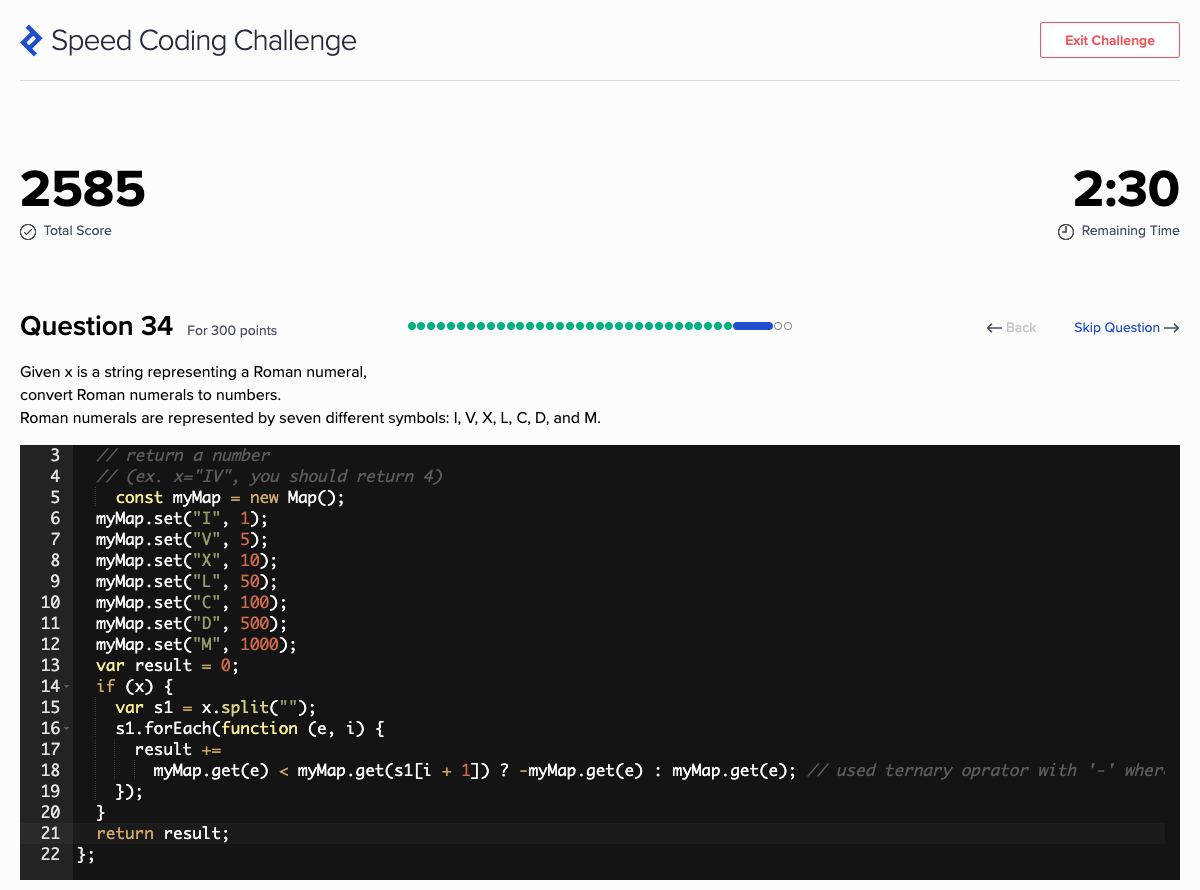 Speed Coding Challenge
Exit Challenge
2585
Total Score
2:30
Remaining Time
Question 34 For 300 points
Back
Skip Question
Given x is a string representing a Roman numeral,
convert Roman numerals to numbers.
Roman numerals are represented by seven different symbols: I, V, X, L, C, D, and M.
3 // return a number
4 // (ex. x="IV", you should return 4)
5 const myMap = new Map();
6 myMap.set("I", 1);
7 myMap.set("V", 5);
8 myMap.set("X", 10);
9 myMap.set("L", 50);
10 myMap.set("C", 100);
11 myMap.set("D", 500);
12 myMap.set("M", 1000);
13 var result = 0;
14 if (x) {
15 var s1 = x.split("");
16 s1.forEach(function (e, i) {
17 result +=
18 myMap.get(e) < myMap.get(s1[i + 1]) ? -myMap.get(e) : myMap.get(e); // used ternary oprator with '-' wher
19 });
20 }
21 return result;
22 };